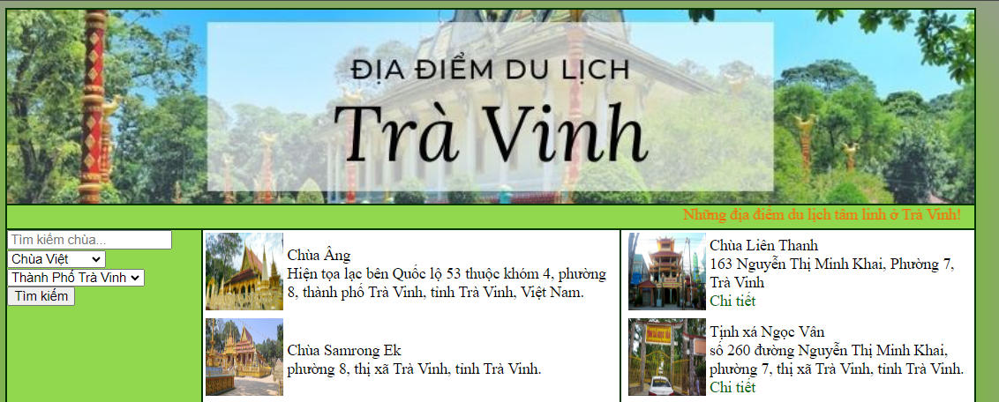 ĐỊA ĐIỂM DU LỊCH
Trà Vinh
Những địa điểm du lịch tâm linh ở Trà Vinh!
Tìm kiếm chùa...
Chùa Việt
Thành Phố Trà Vinh
Tìm kiếm
Chùa Âng
Hiện tọa lạc bên Quốc lộ 53 thuộc khóm 4, phường
8, thành phố Trà Vinh, tỉnh Trà Vinh, Việt Nam.
Chùa Samrong Ek
phường 8, thị xã Trà Vinh, tỉnh Trà Vinh.
Chùa Liên Thanh
163 Nguyễn Thị Minh Khai, Phường 7,
Trà Vinh
Chi tiết
Tịnh xá Ngọc Vân
số 260 đường Nguyễn Thị Minh Khai,
phường 7, thị xã Trà Vinh, tỉnh Trà Vinh.
Chi tiết